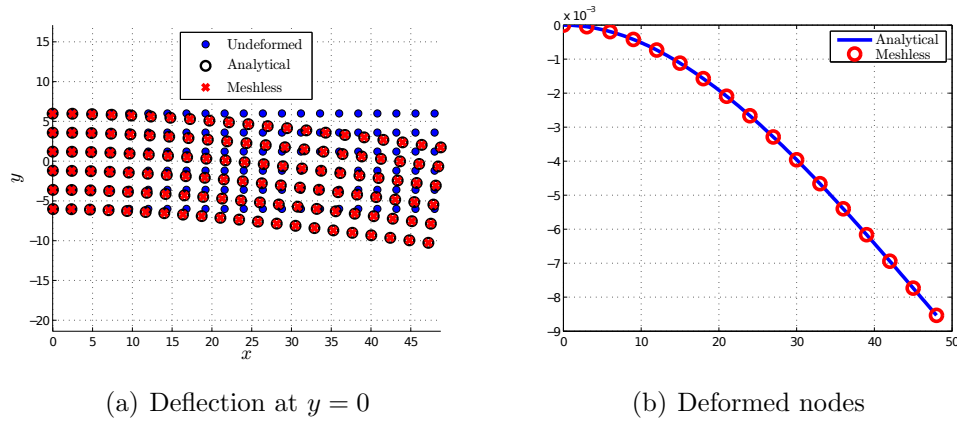 Undeformed
Analytical
Meshless
15
10
5
0
−5
−10
−15
−20
y
0 5 10 15 20 25 30 35 40 45
x
(a) Deflection at y = 0
x 10⁻³
Analytical
Meshless
0
−1
−2
−3
−4
−5
−6
−7
−8
−9
0 10 20 30 40 50
(b) Deformed nodes